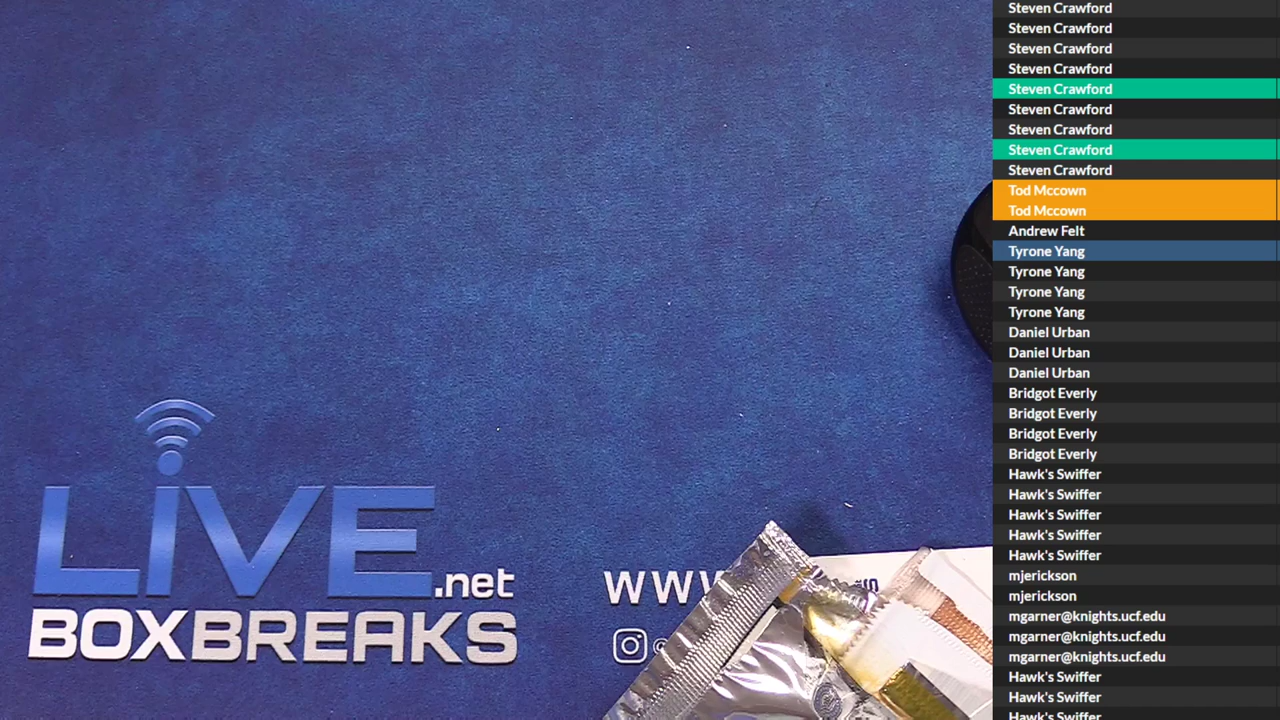 Steven Crawford
Steven Crawford
Steven Crawford
Steven Crawford
Steven Crawford
Steven Crawford
Steven Crawford
Steven Crawford
Steven Crawford
Tod Mccown
Tod Mccown
Andrew Felt
Tyrone Yang
Tyrone Yang
Tyrone Yang
Tyrone Yang
Daniel Urban
Daniel Urban
Daniel Urban
Bridgot Everly
Bridgot Everly
Bridgot Everly
Bridgot Everly
Hawk's Swiffer
Hawk's Swiffer
Hawk's Swiffer
Hawk's Swiffer
Hawk's Swiffer
mjerickson
mjerickson
mgarner@knights.ucf.edu
mgarner@knights.ucf.edu
mgarner@knights.ucf.edu
Hawk's Swiffer
Hawk's Swiffer
Hawk's Swiffer
LIVE.net
BOXBREAKS
WWW